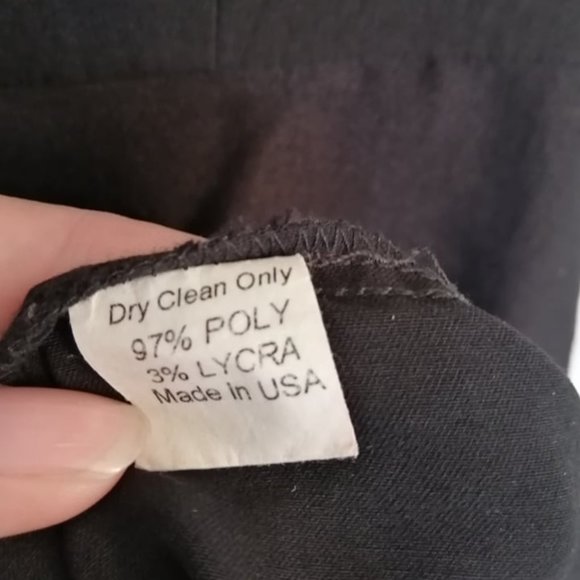 Dry Clean Only
97% POLY
3% LYCRA
Made in USA